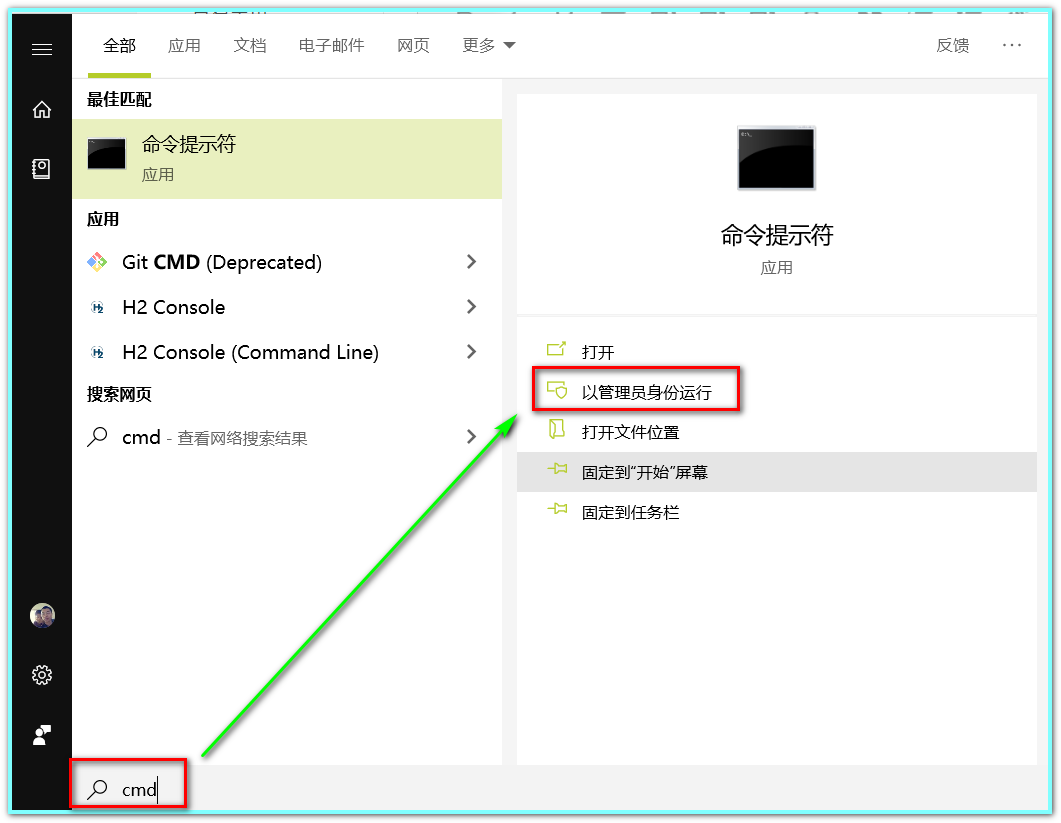 全部 应用 文档 电子邮件 网页 更多 反馈 ···
最佳匹配
命令提示符
应用
应用
Git CMD (Deprecated)
H2 Console
H2 Console (Command Line)
搜索网页
cmd - 查看网络搜索结果
命令提示符
应用
打开
以管理员身份运行
打开文件位置
固定到“开始”屏幕
固定到任务栏
cmd